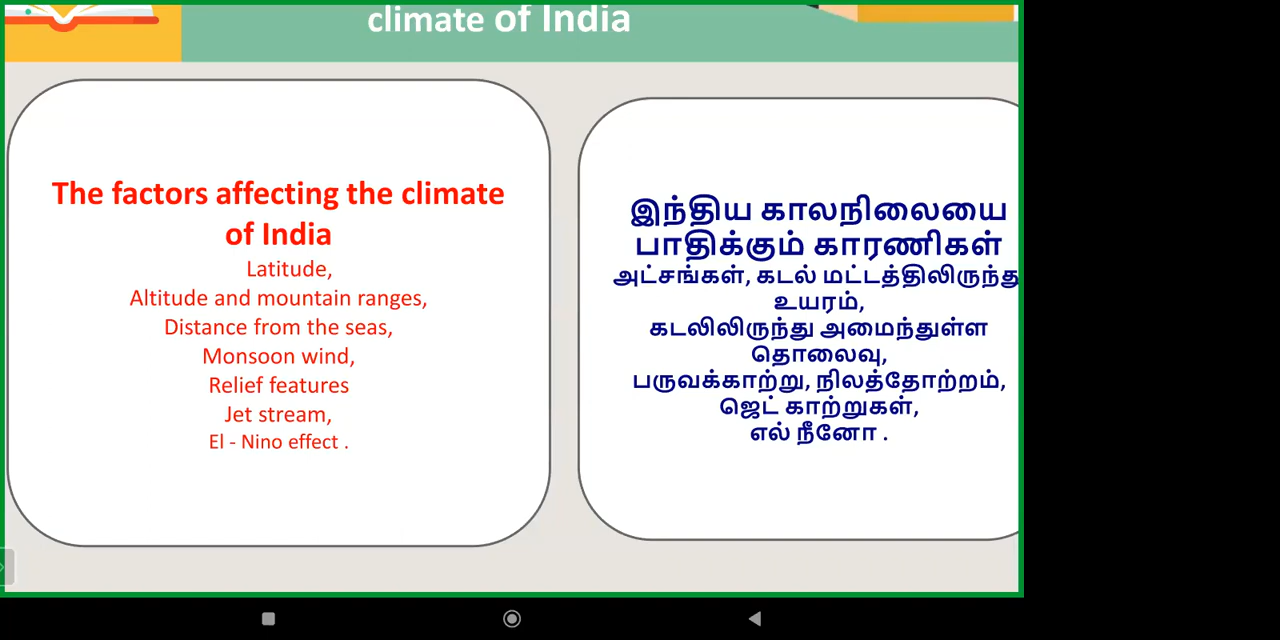 climate of India
The factors affecting the climate
of India
Latitude,
Altitude and mountain ranges,
Distance from the seas,
Monsoon wind,
Relief features
Jet stream,
El - Nino effect .
இந்திய காலநிலையை
பாதிக்கும் காரணிகள்
அட்சங்கள், கடல் மட்டத்திலிருந்து
உயரம்,
கடலிலிருந்து அமைந்துள்ள
தொலைவு,
பருவக்காற்று, நிலத்தோற்றம்,
ஜெட் காற்றுகள்,
எல் நீனோ .